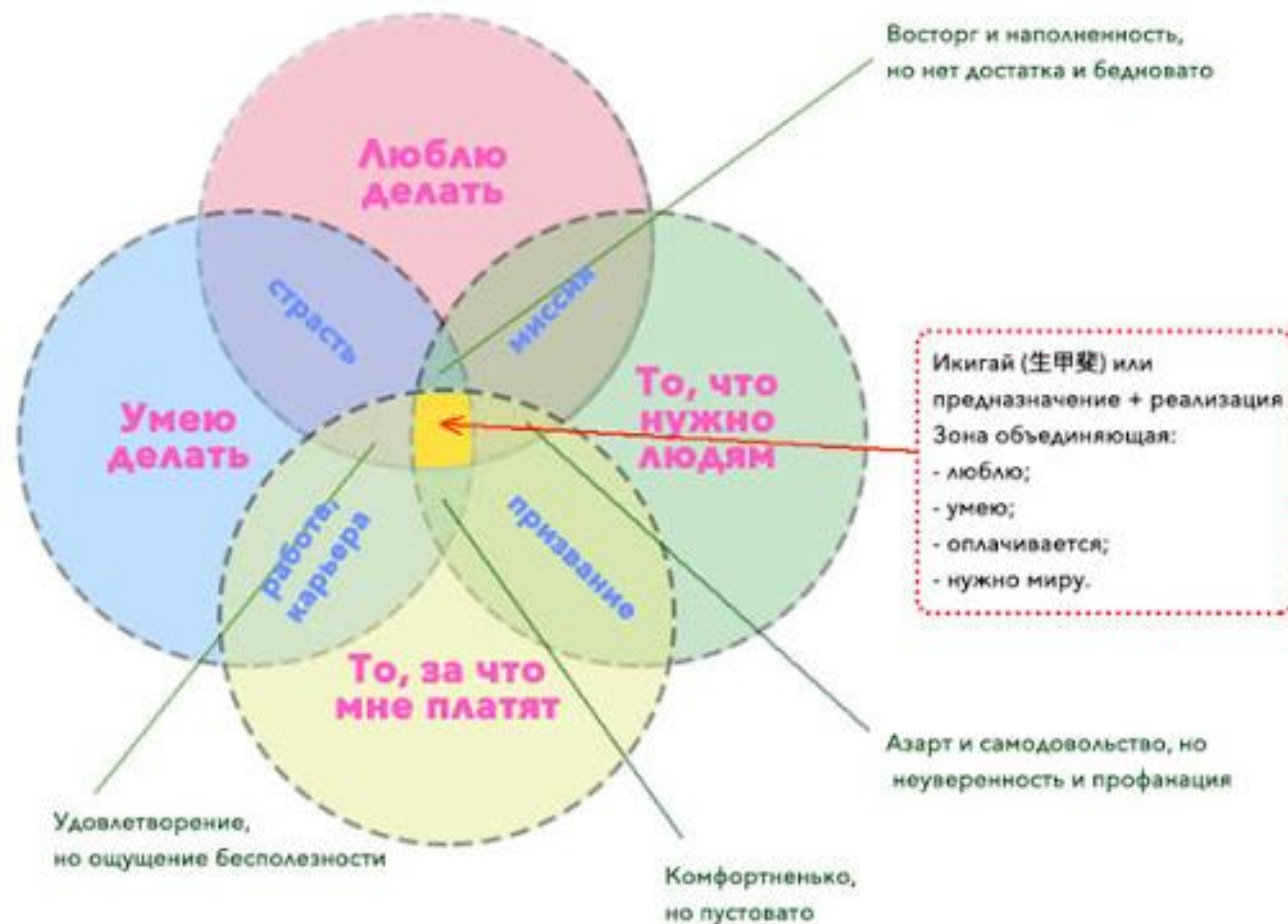 Восторг и наполненность,
но нет достатка и бедновато
Люблю
делать
страсть
миссия
Умею
делать
То, что
нужно
людям
Икигай (生甲斐) или
предназначение + реализация
Зона объединяющая:
- люблю;
- умею;
- оплачивается;
- нужно миру.
работа,
карьера
призвание
То, за что
мне платят
Азарт и самодовольство, но
неуверенность и профанация
Удовлетворение,
но ощущение бесполезности
Комфортненько,
но пустовато